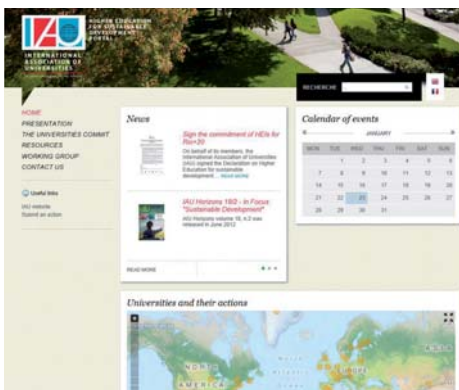 IAU
INTERNATIONAL
ASSOCIATION OF
UNIVERSITIES
HIGHER EDUCATION
FOR SUSTAINABLE
DEVELOPMENT
PORTAL
RECHERCHE
HOME
PRESENTATION
THE UNIVERSITIES COMMIT
RESOURCES
WORKING GROUP
CONTACT US
Useful links
IAU website
Submit an action
News
Sign the commitment of HEIs for
Rio+20
On behalf of its members, the
International Association of Universities
(IAU) signed the Declaration on Higher
Education for sustainable
development ... READ MORE
IAU Horizons 18/2 - In Focus
"Sustainable Development"
IAU Horizons volume 18, n.2 was
released in June 2012
READ MORE
Calendar of events
« JANUARY »
MON TUE WED THU FRI SAT SUN
1 2 3 4 5 6
7 8 9 10 11 12 13
14 15 16 17 18 19 20
21 22 23 24 25 26 27
28 29 30 31
Universities and their actions
NORTH
AMERICA
EUROPE
ASIA